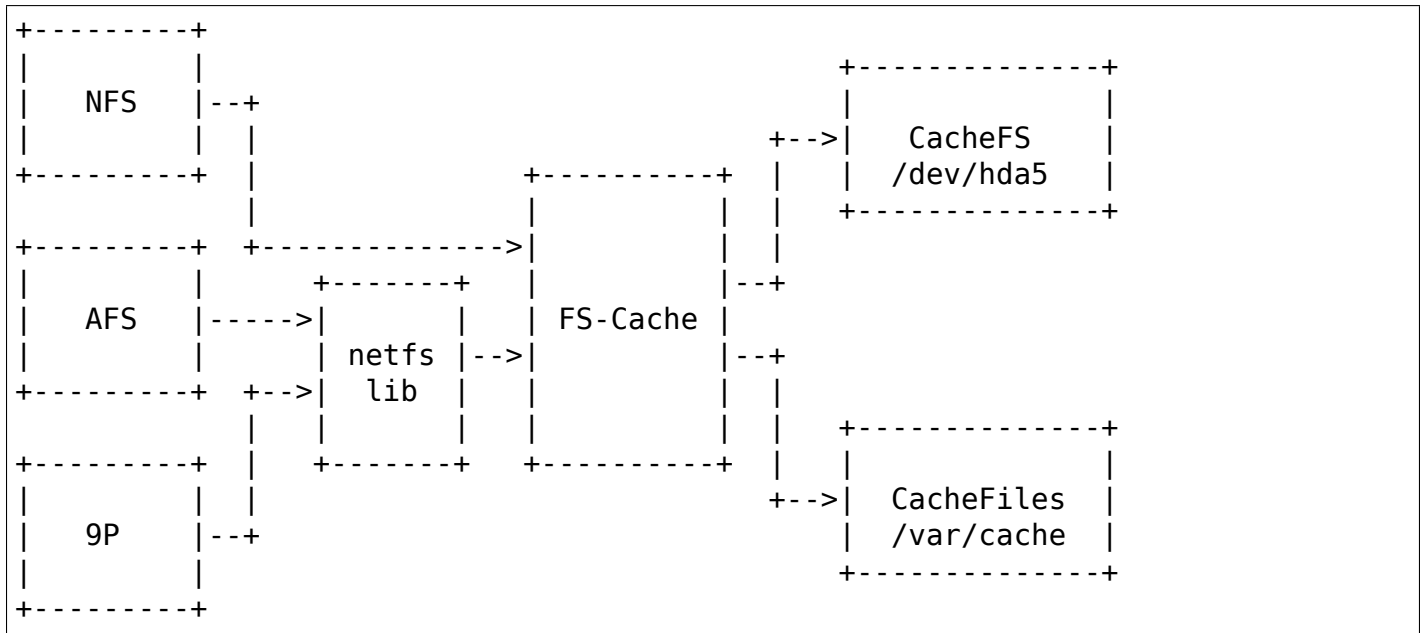 NFS
CacheFS
/dev/hda5
AFS
FS-Cache
netfs
lib
CacheFiles
/var/cache
9P